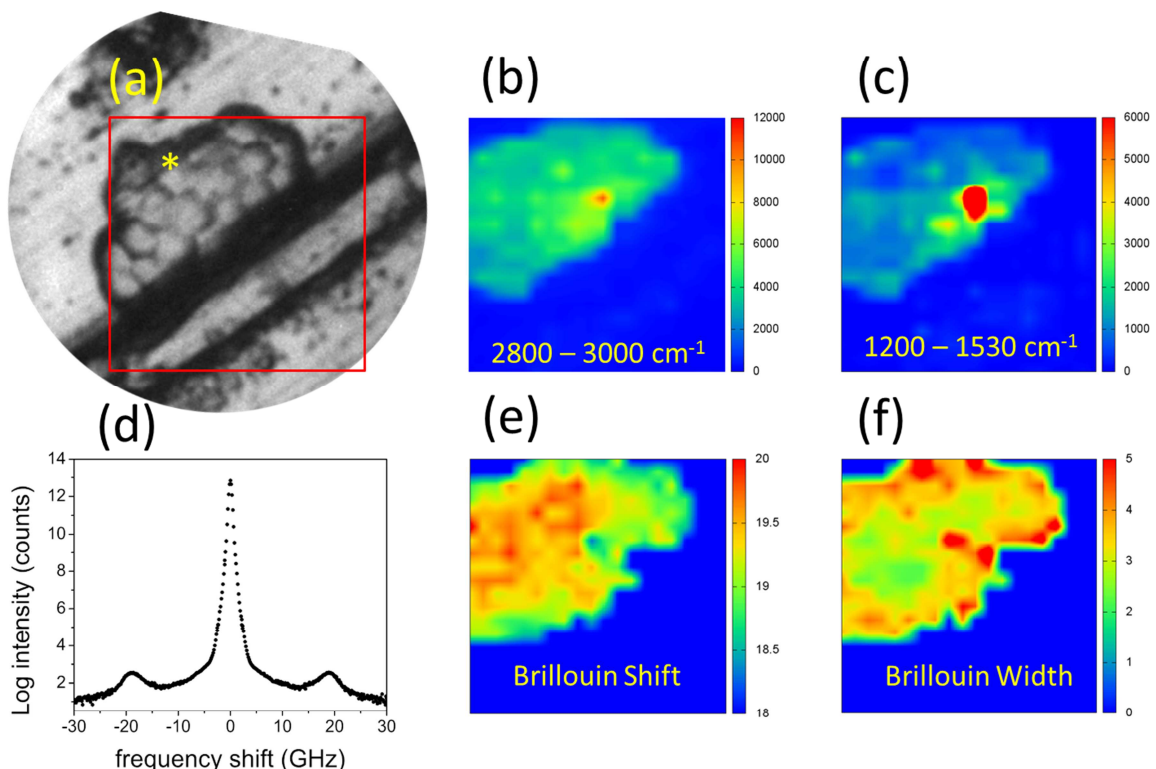 (a)
*
(b)
12000
10000
8000
6000
4000
2000
0
2800 – 3000 cm-1
(c)
6000
5000
4000
3000
2000
1000
0
1200 – 1530 cm-1
(d)
14
12
10
8
6
4
2
Log intensity (counts)
-30 -20 -10 0 10 20 30
frequency shift (GHz)
(e)
20
19.5
19
18.5
18
Brillouin Shift
(f)
5
4
3
2
1
0
Brillouin Width